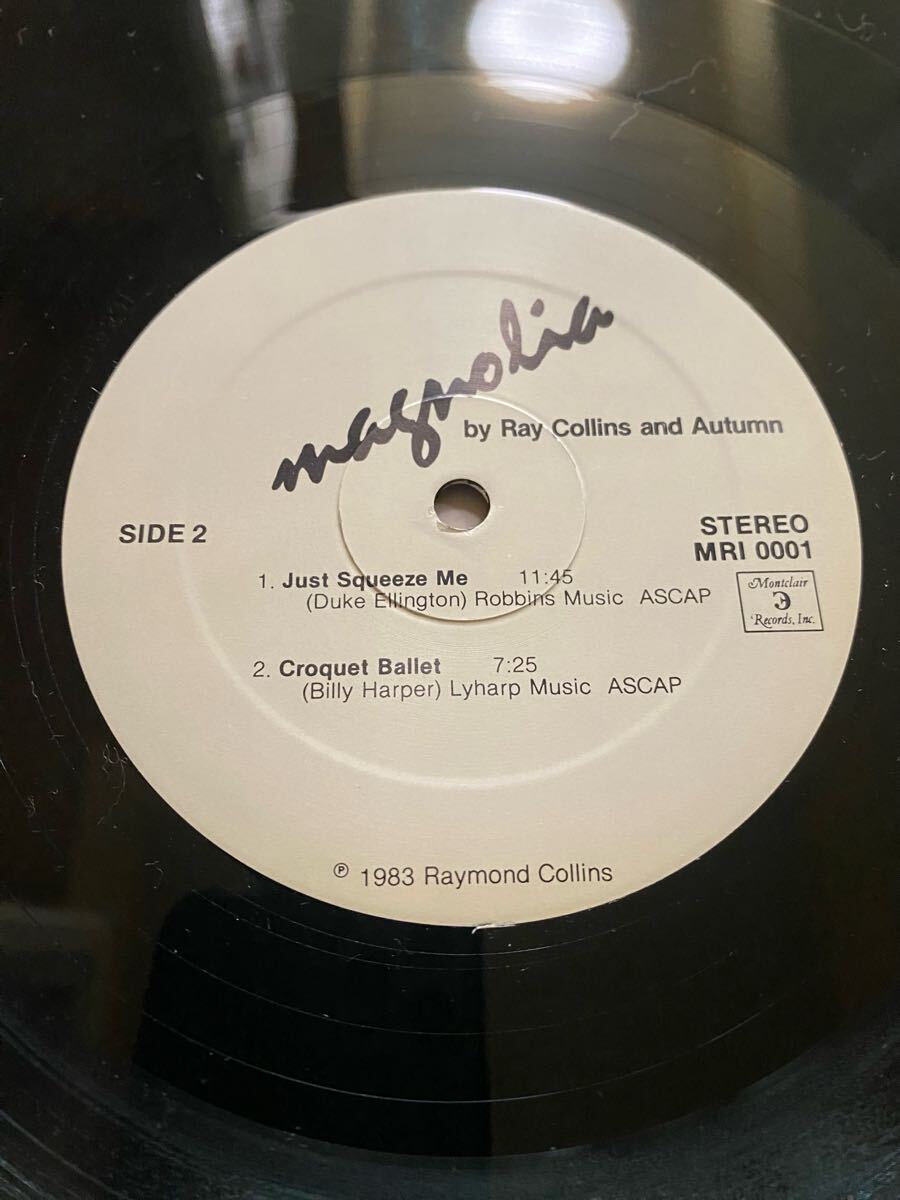 magnolia
by Ray Collins and Autumn
SIDE 2
STEREO
MRI 0001
Montclair
Records, Inc.
1. Just Squeeze Me 11:45
(Duke Ellington) Robbins Music ASCAP
2. Croquet Ballet 7:25
(Billy Harper) Lyharp Music ASCAP
℗ 1983 Raymond Collins